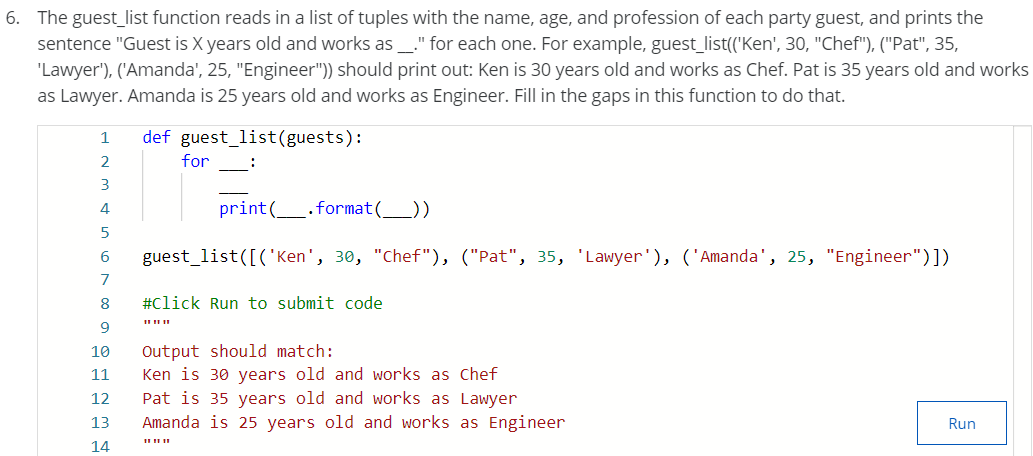 6. The guest_list function reads in a list of tuples with the name, age, and profession of each party guest, and prints the
sentence "Guest is X years old and works as __." for each one. For example, guest_list(('Ken', 30, "Chef"), ("Pat", 35,
'Lawyer'), ('Amanda', 25, "Engineer")) should print out: Ken is 30 years old and works as Chef. Pat is 35 years old and works
as Lawyer. Amanda is 25 years old and works as Engineer. Fill in the gaps in this function to do that.
1 def guest_list(guests):
2     for ___:
3         ___
4         print(___.format(___))
5
6 guest_list([('Ken', 30, "Chef"), ("Pat", 35, 'Lawyer'), ('Amanda', 25, "Engineer")])
7
8 #Click Run to submit code
9 """
10 Output should match:
11 Ken is 30 years old and works as Chef
12 Pat is 35 years old and works as Lawyer
13 Amanda is 25 years old and works as Engineer
14 """
Run